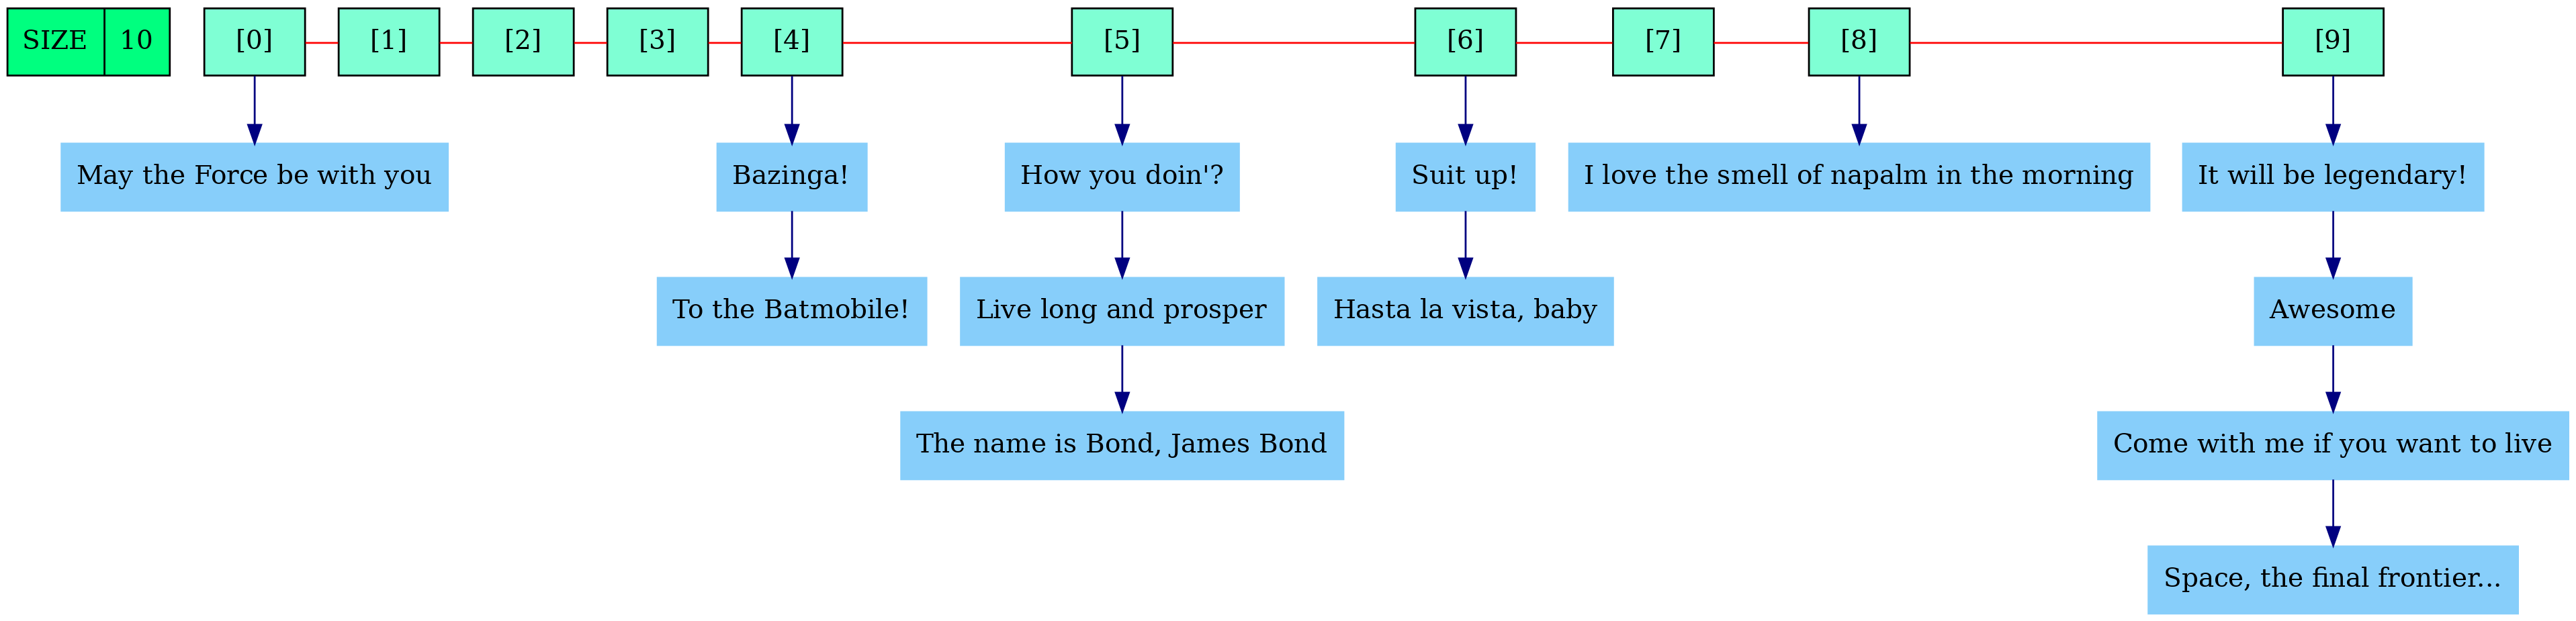 SIZE 10 [0] [1] [2] [3] [4] [5] [6] [7] [8] [9]
May the Force be with you Bazinga! How you doin'? Suit up! I love the smell of napalm in the morning It will be legendary!
To the Batmobile! Live long and prosper Hasta la vista, baby Awesome
The name is Bond, James Bond Come with me if you want to live
Space, the final frontier...